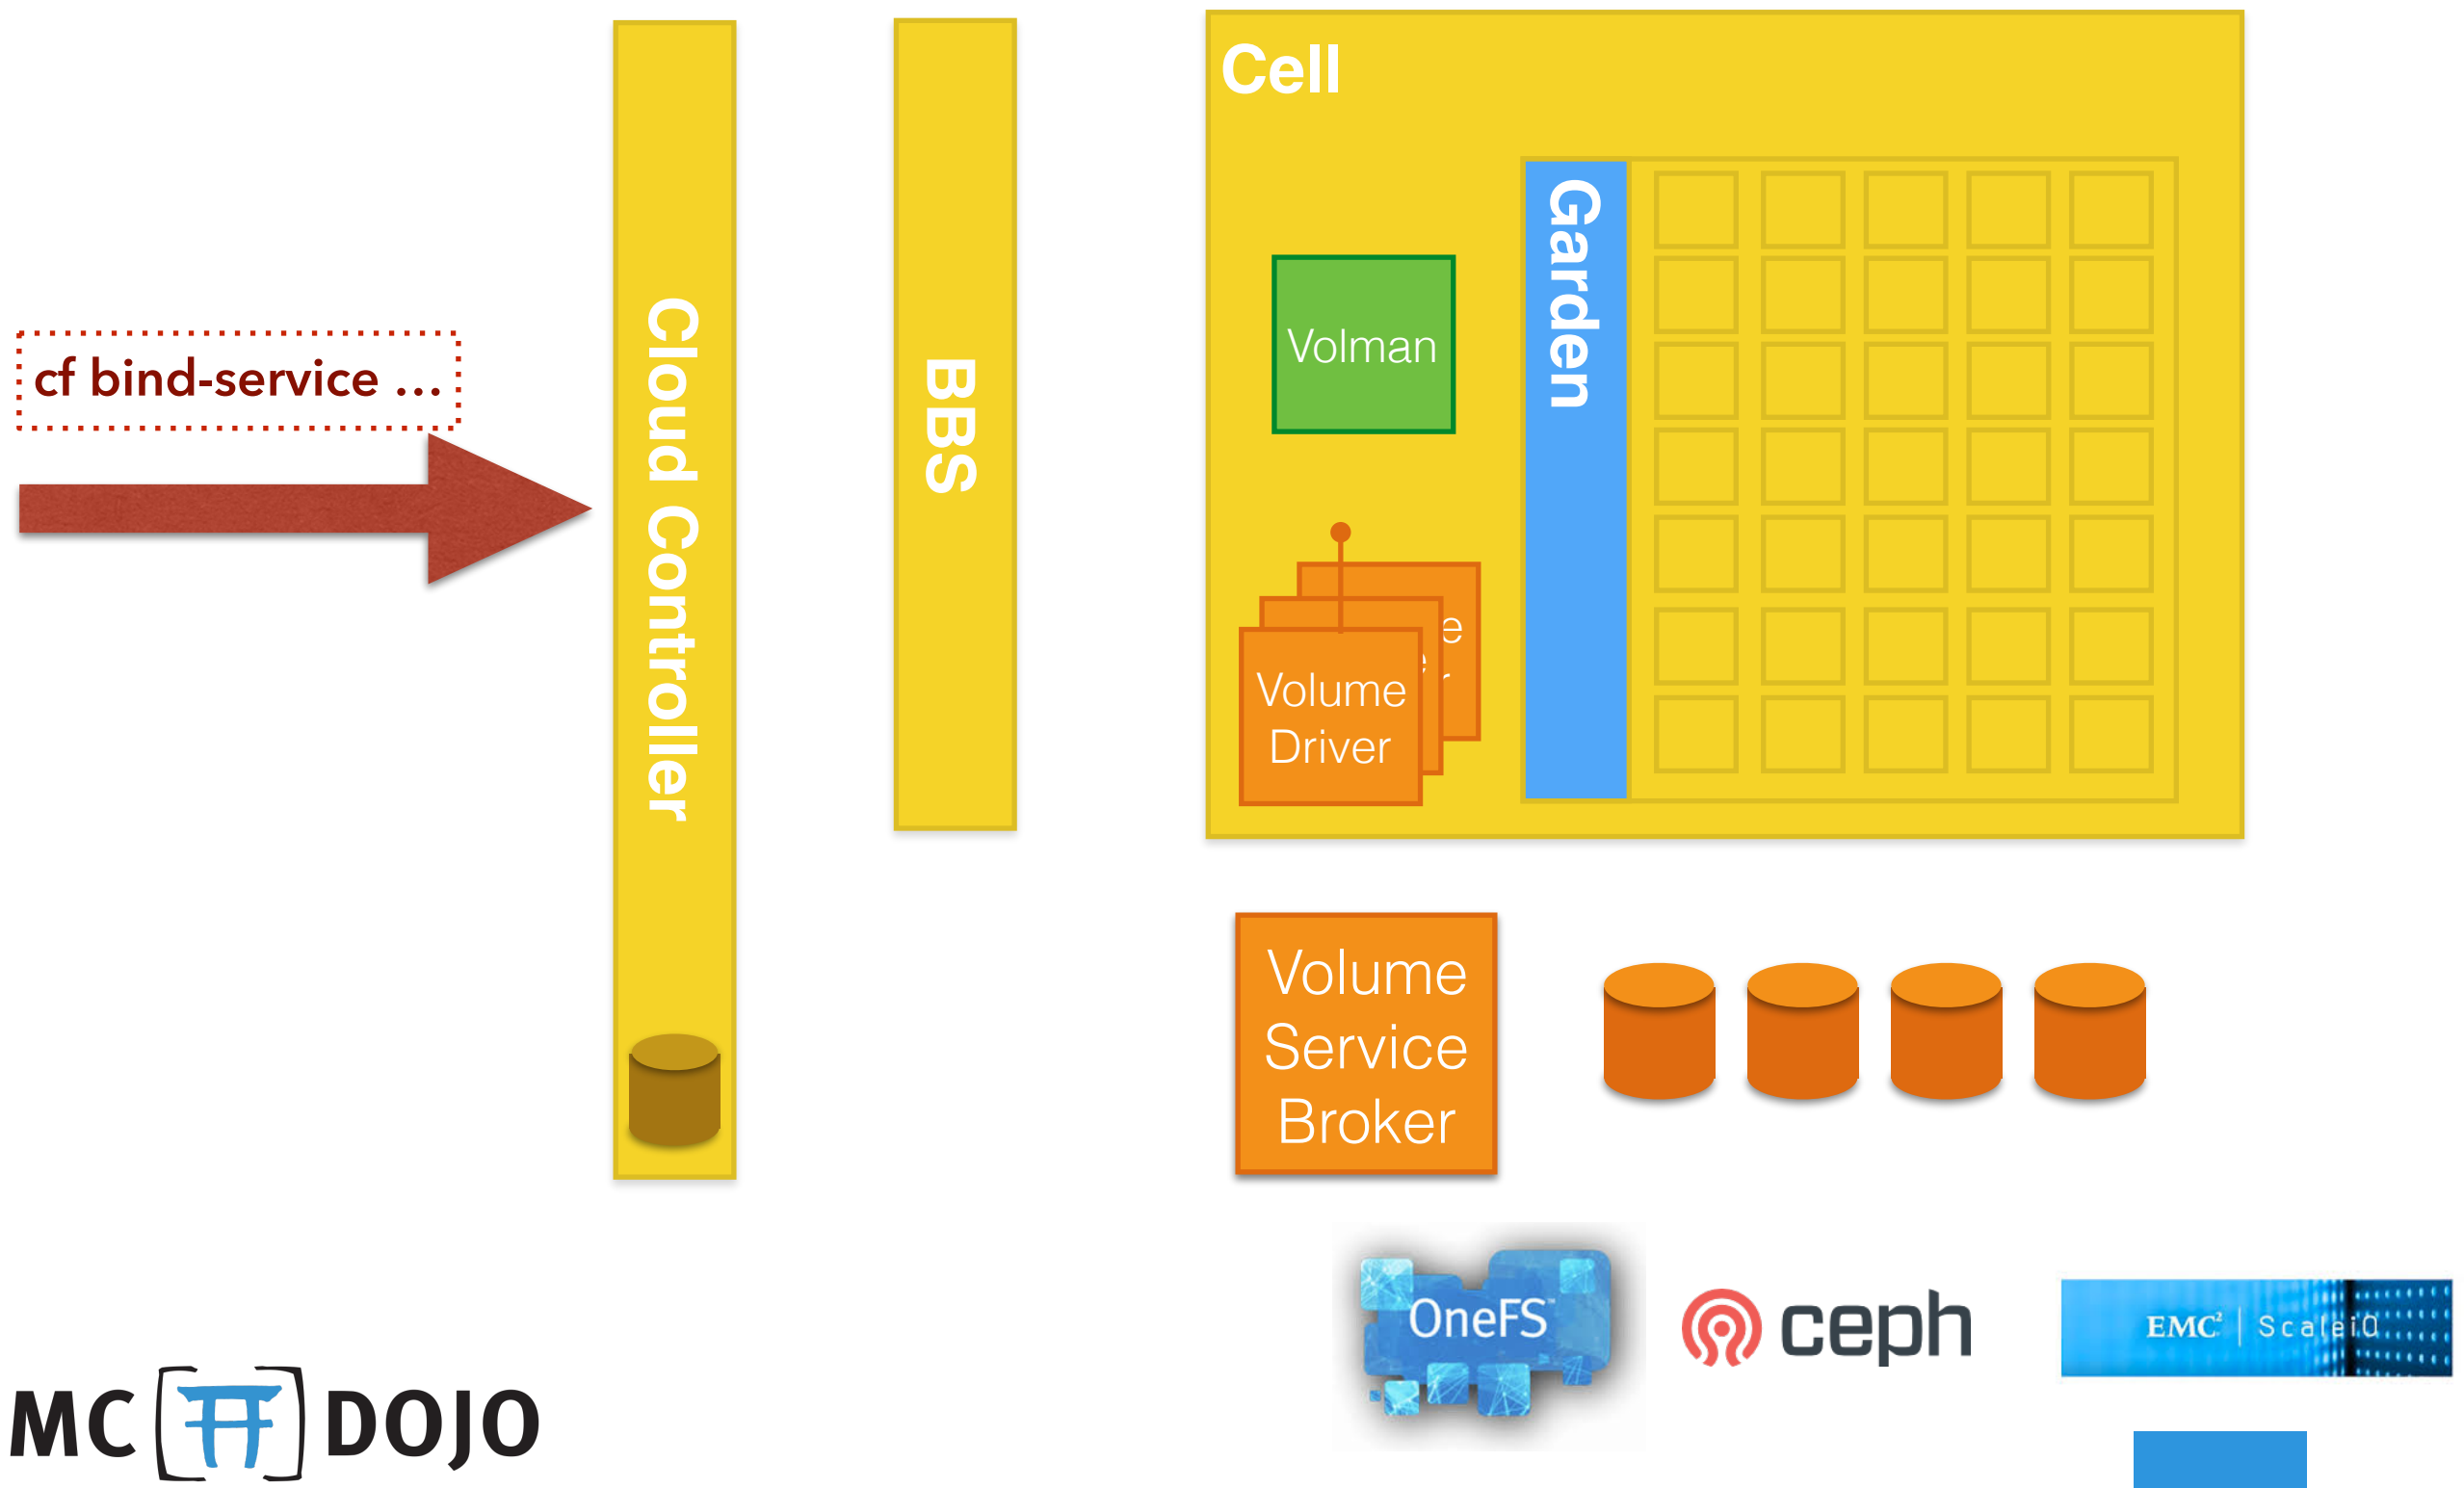 Cell
cf bind-service ...
Cloud Controller
BBS
Volman
Garden
e
r
Volume
Driver
Volume
Service
Broker
OneFS™
ceph
EMC² | ScaleIO
MC [ ] DOJO